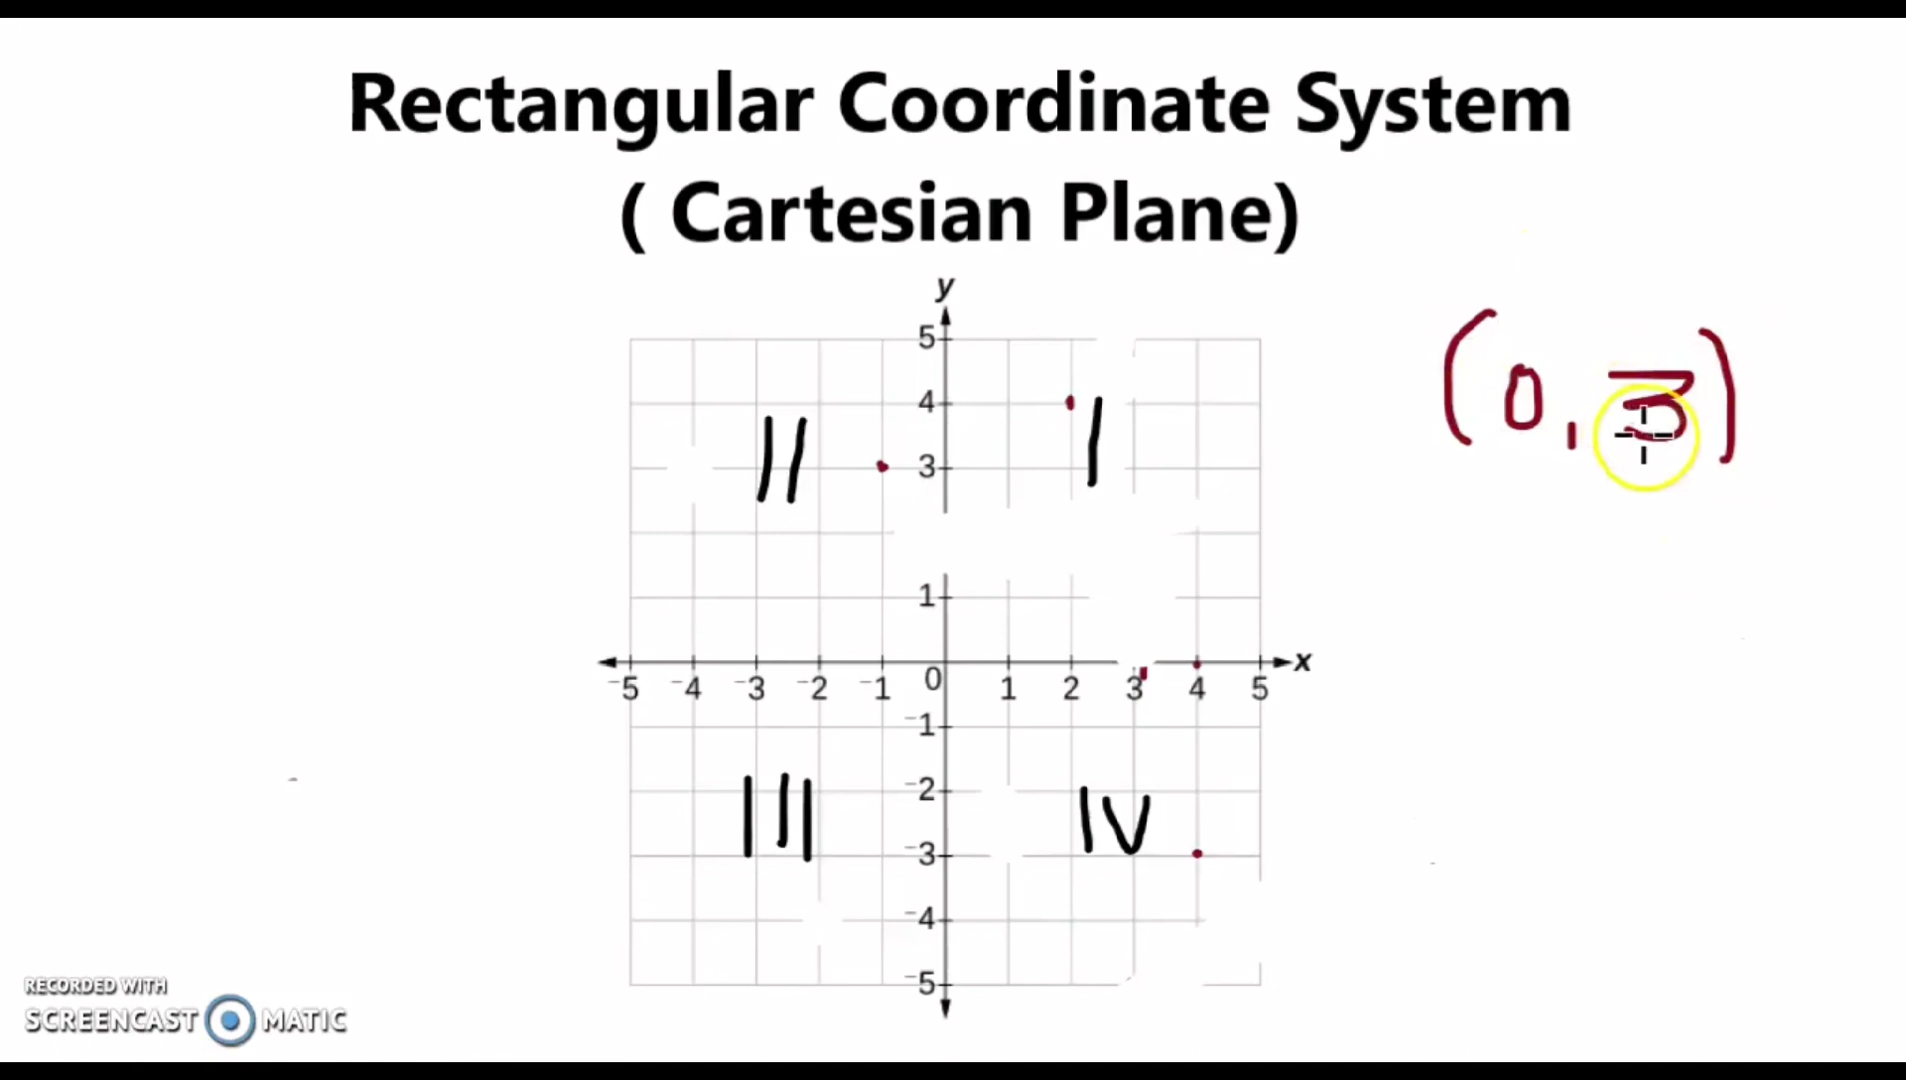 Rectangular Coordinate System
( Cartesian Plane)
y
5
4
3
1
II
I
(0, 3)
-5 -4 -3 -2 -1 0 1 2 3 4 5 x
-1
-2
-3
-4
-5
III
IV
RECORDED WITH
SCREENCAST MATIC